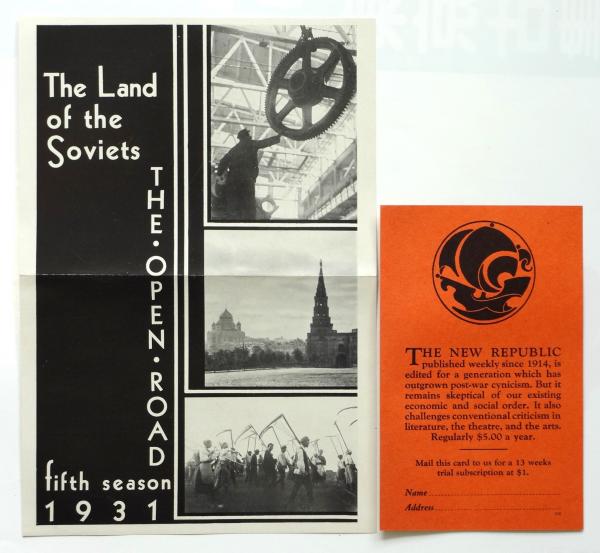 The Land
of the
Soviets
THE·OPEN·ROAD
fifth season
1931
THE NEW REPUBLIC
published weekly since 1914, is
edited for a generation which has
outgrown post-war cynicism. But it
remains skeptical of our existing
economic and social order. It also
challenges conventional criticism in
literature, the theatre, and the arts.
Regularly $5.00 a year.
Mail this card to us for a 13 weeks
trial subscription at $1.
Name
Address